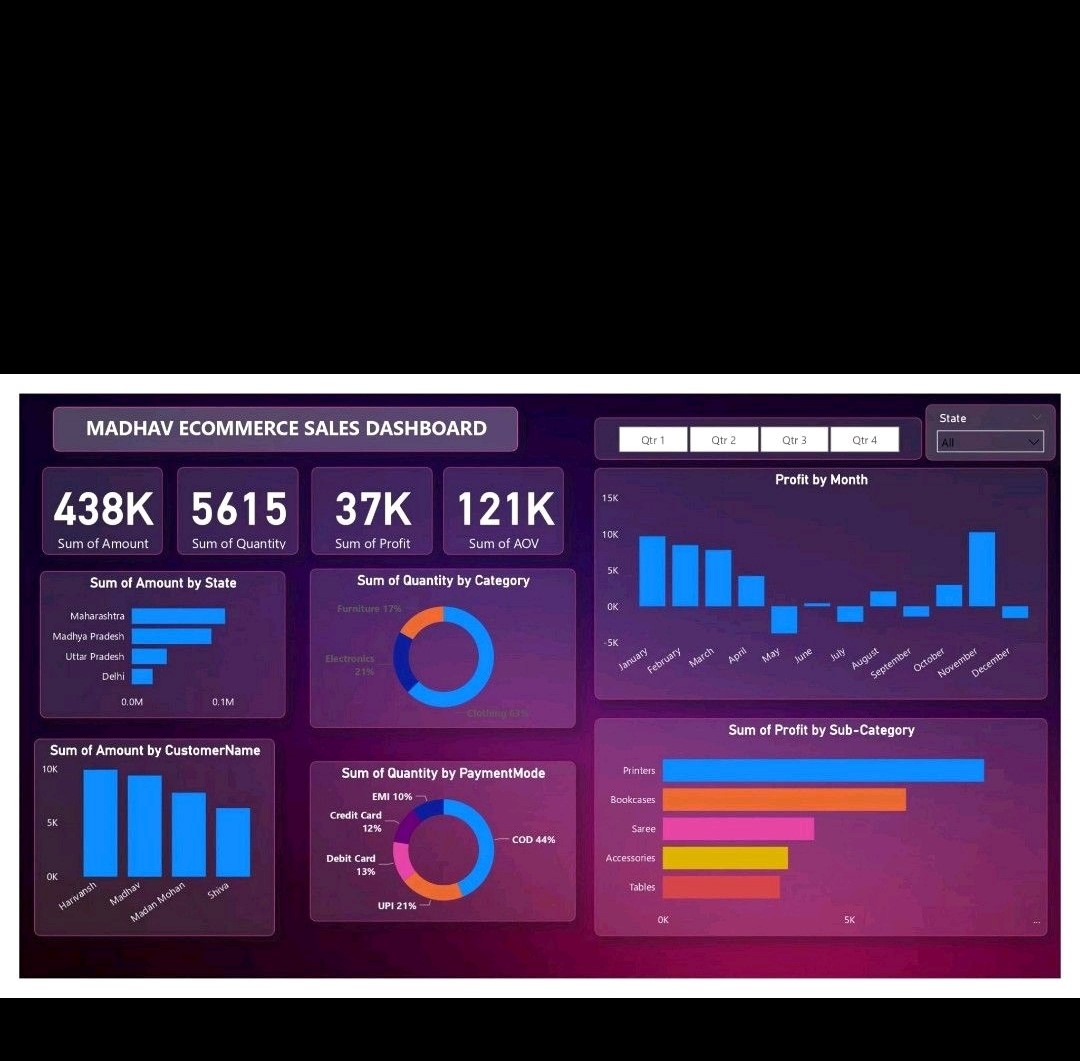 MADHAV ECOMMERCE SALES DASHBOARD
Qtr 1
Qtr 2
Qtr 3
Qtr 4
State
All
438K
Sum of Amount
5615
Sum of Quantity
37K
Sum of Profit
121K
Sum of AOV
Sum of Amount by State
Maharashtra
Madhya Pradesh
Uttar Pradesh
Delhi
0.0M
0.1M
Sum of Quantity by Category
Furniture 17%
Electronics
21%
Clothing 63%
Profit by Month
15K
10K
5K
0K
-5K
January
February
March
April
May
June
July
August
September
October
November
December
Sum of Amount by CustomerName
10K
5K
0K
Harivansh
Madhav
Madan Mohan
Shiva
Sum of Quantity by PaymentMode
EMI 10%
Credit Card
12%
Debit Card
13%
UPI 21%
COD 44%
Sum of Profit by Sub-Category
Printers
Bookcases
Saree
Accessories
Tables
0K
5K
...